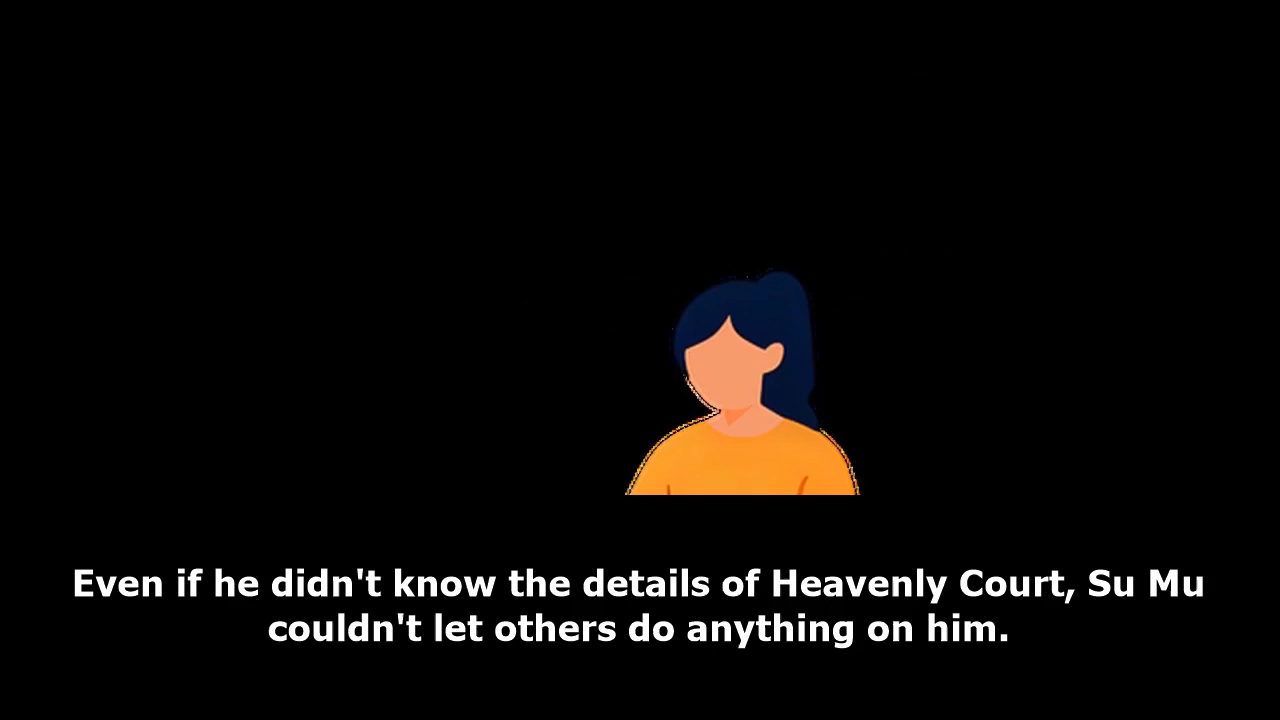 Even if he didn't know the details of Heavenly Court, Su Mu
couldn't let others do anything on him.